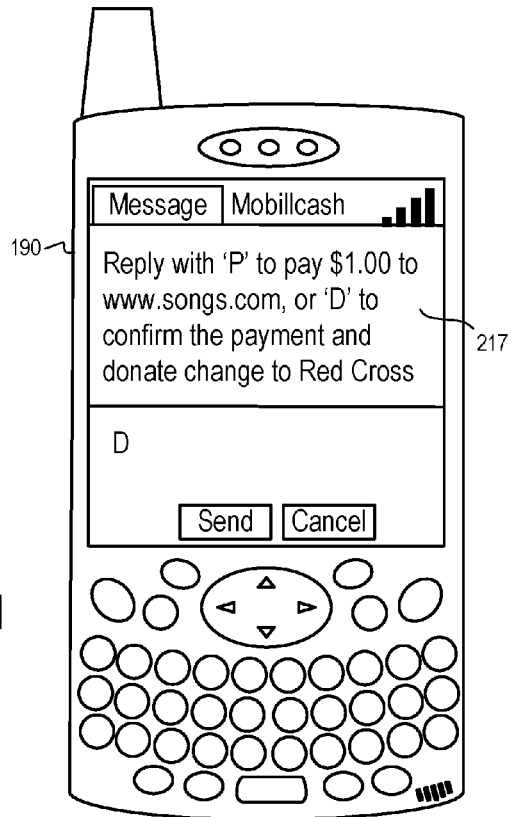 Message Mobillcash
190
Reply with ‘P’ to pay $1.00 to
www.songs.com, or ‘D’ to
confirm the payment and
donate change to Red Cross
217
D
Send Cancel